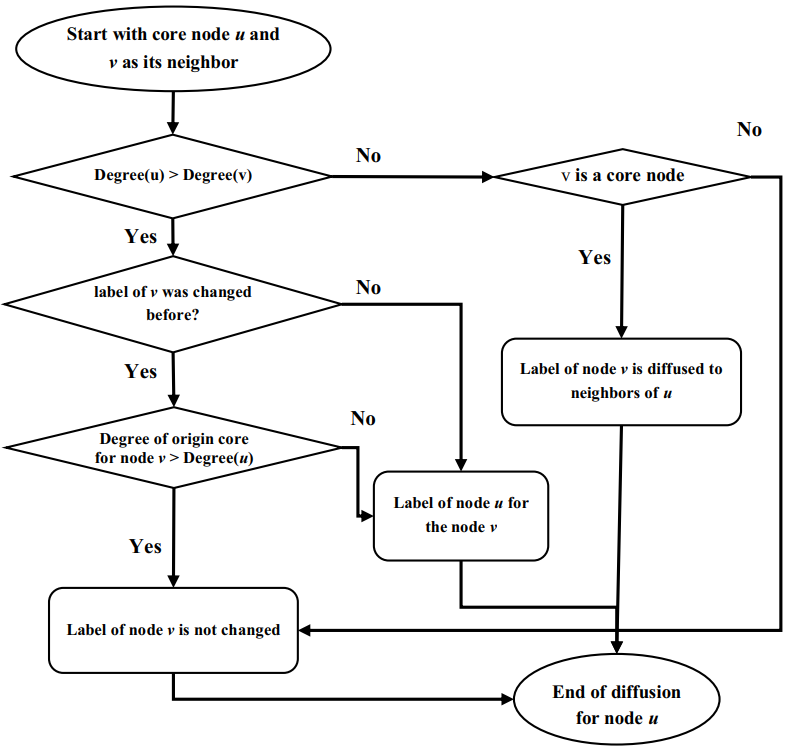 Start with core node u and
v as its neighbor
No
Degree(u) > Degree(v)
No
v is a core node
Yes
Yes
label of v was changed
before?
No
Yes
Label of node v is diffused to
neighbors of u
No
Degree of origin core
for node v > Degree(u)
Label of node u for
the node v
Yes
Label of node v is not changed
End of diffusion
for node u